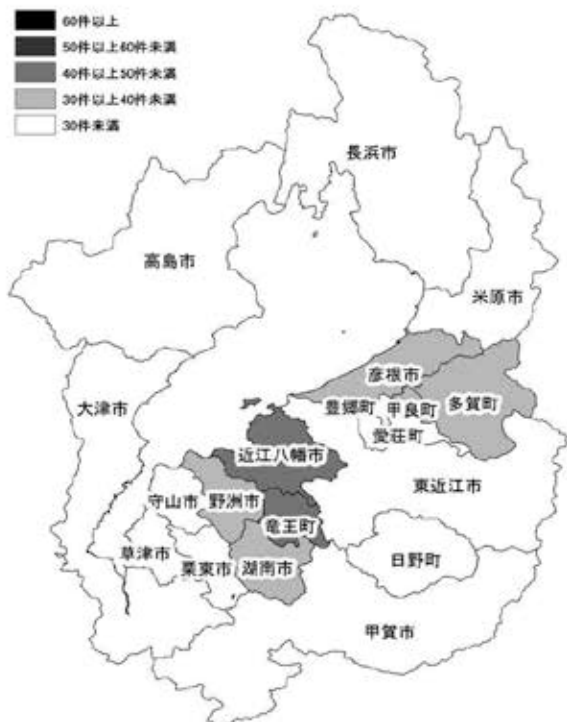 60件以上
50件以上60件未満
40件以上50件未満
30件以上40件未満
30件未満
長浜市
高島市
米原市
彦根市
大津市
豊郷町
甲良町
多賀町
愛荘町
近江八幡市
東近江市
守山市
野洲市
竜王町
草津市
栗東市
湖南市
日野町
甲賀市